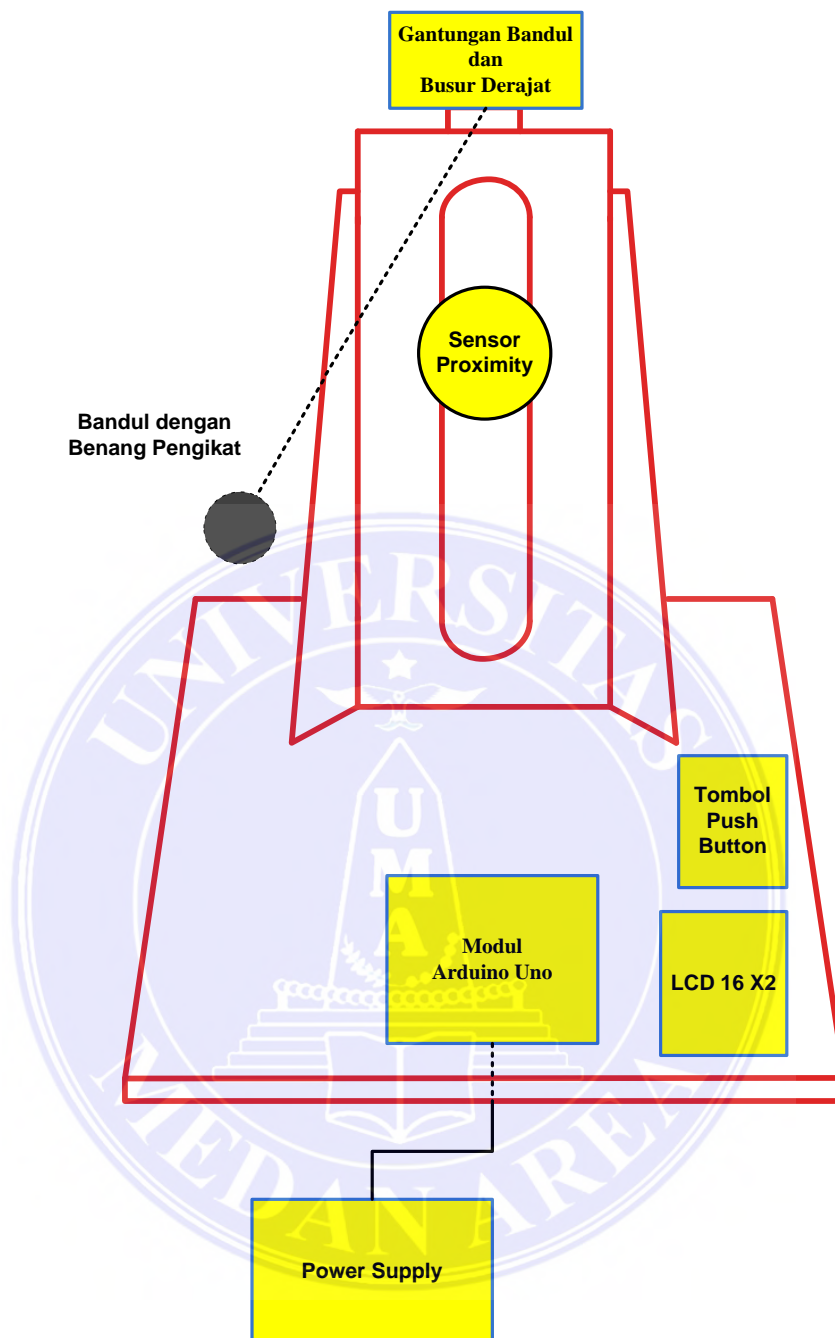 Gantungan Bandul
dan
Busur Derajat
Sensor
Proximity
Bandul dengan
Benang Pengikat
UNIVERSITAS
UMA
Tombol
Push
Button
Modul
Arduino Uno
LCD 16 X2
MEDAN AREA
Power Supply